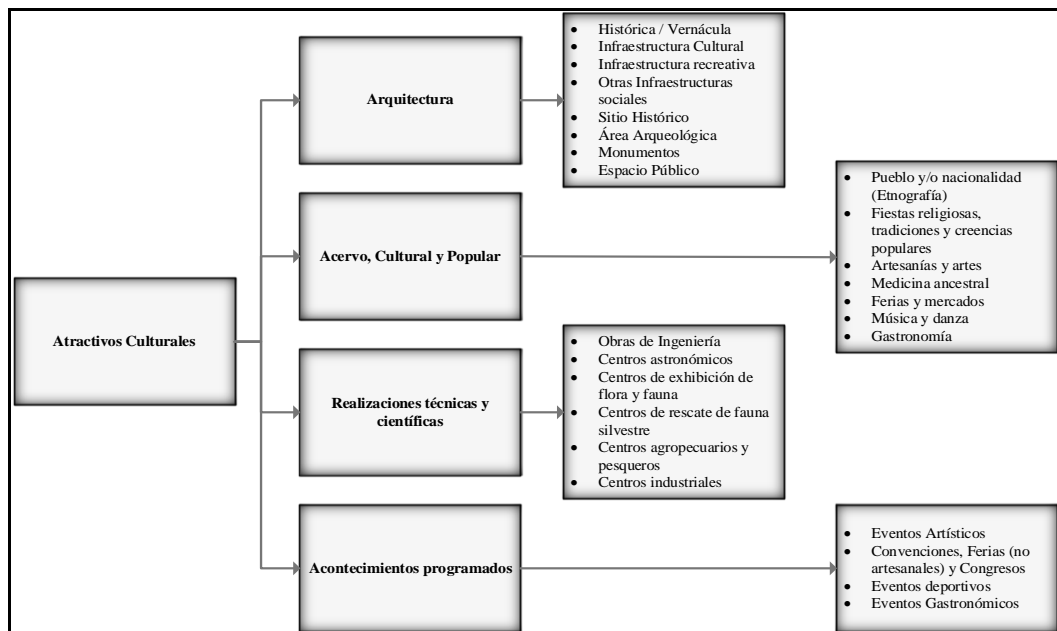 Atractivos Culturales
Arquitectura
• Histórica / Vernácula
• Infraestructura Cultural
• Infraestructura recreativa
• Otras Infraestructuras
sociales
• Sitio Histórico
• Área Arqueológica
• Monumentos
• Espacio Público
Acervo, Cultural y Popular
• Pueblo y/o nacionalidad
(Etnografía)
• Fiestas religiosas,
tradiciones y creencias
populares
• Artesanías y artes
• Medicina ancestral
• Ferias y mercados
• Música y danza
• Gastronomía
Realizaciones técnicas y
científicas
• Obras de Ingeniería
• Centros astronómicos
• Centros de exhibición de
flora y fauna
• Centros de rescate de fauna
silvestre
• Centros agropecuarios y
pesqueros
• Centros industriales
Acontecimientos programados
• Eventos Artísticos
• Convenciones, Ferias (no
artesanales) y Congresos
• Eventos deportivos
• Eventos Gastronómicos